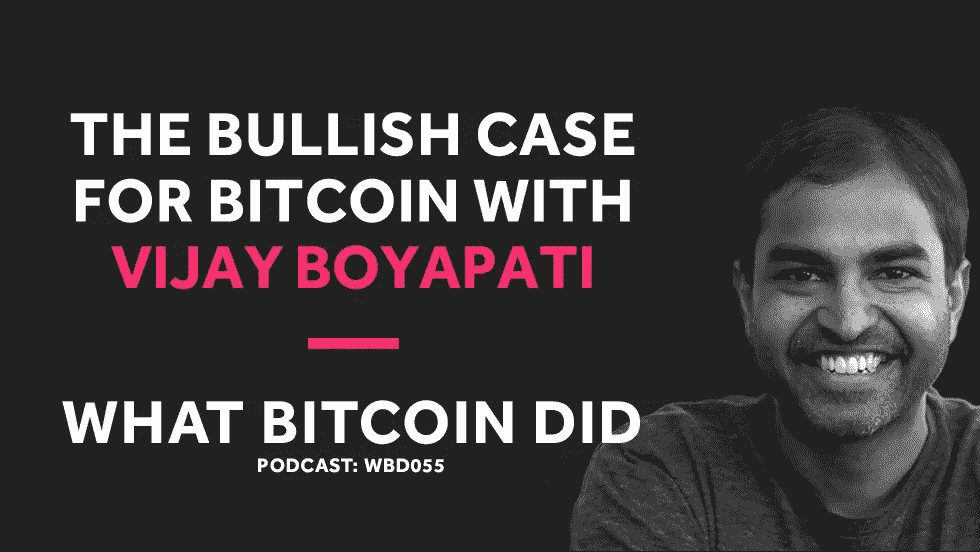 THE BULLISH CASE
FOR BITCOIN WITH
VIJAY BOYAPATI
WHAT BITCOIN DID
PODCAST: WBD055